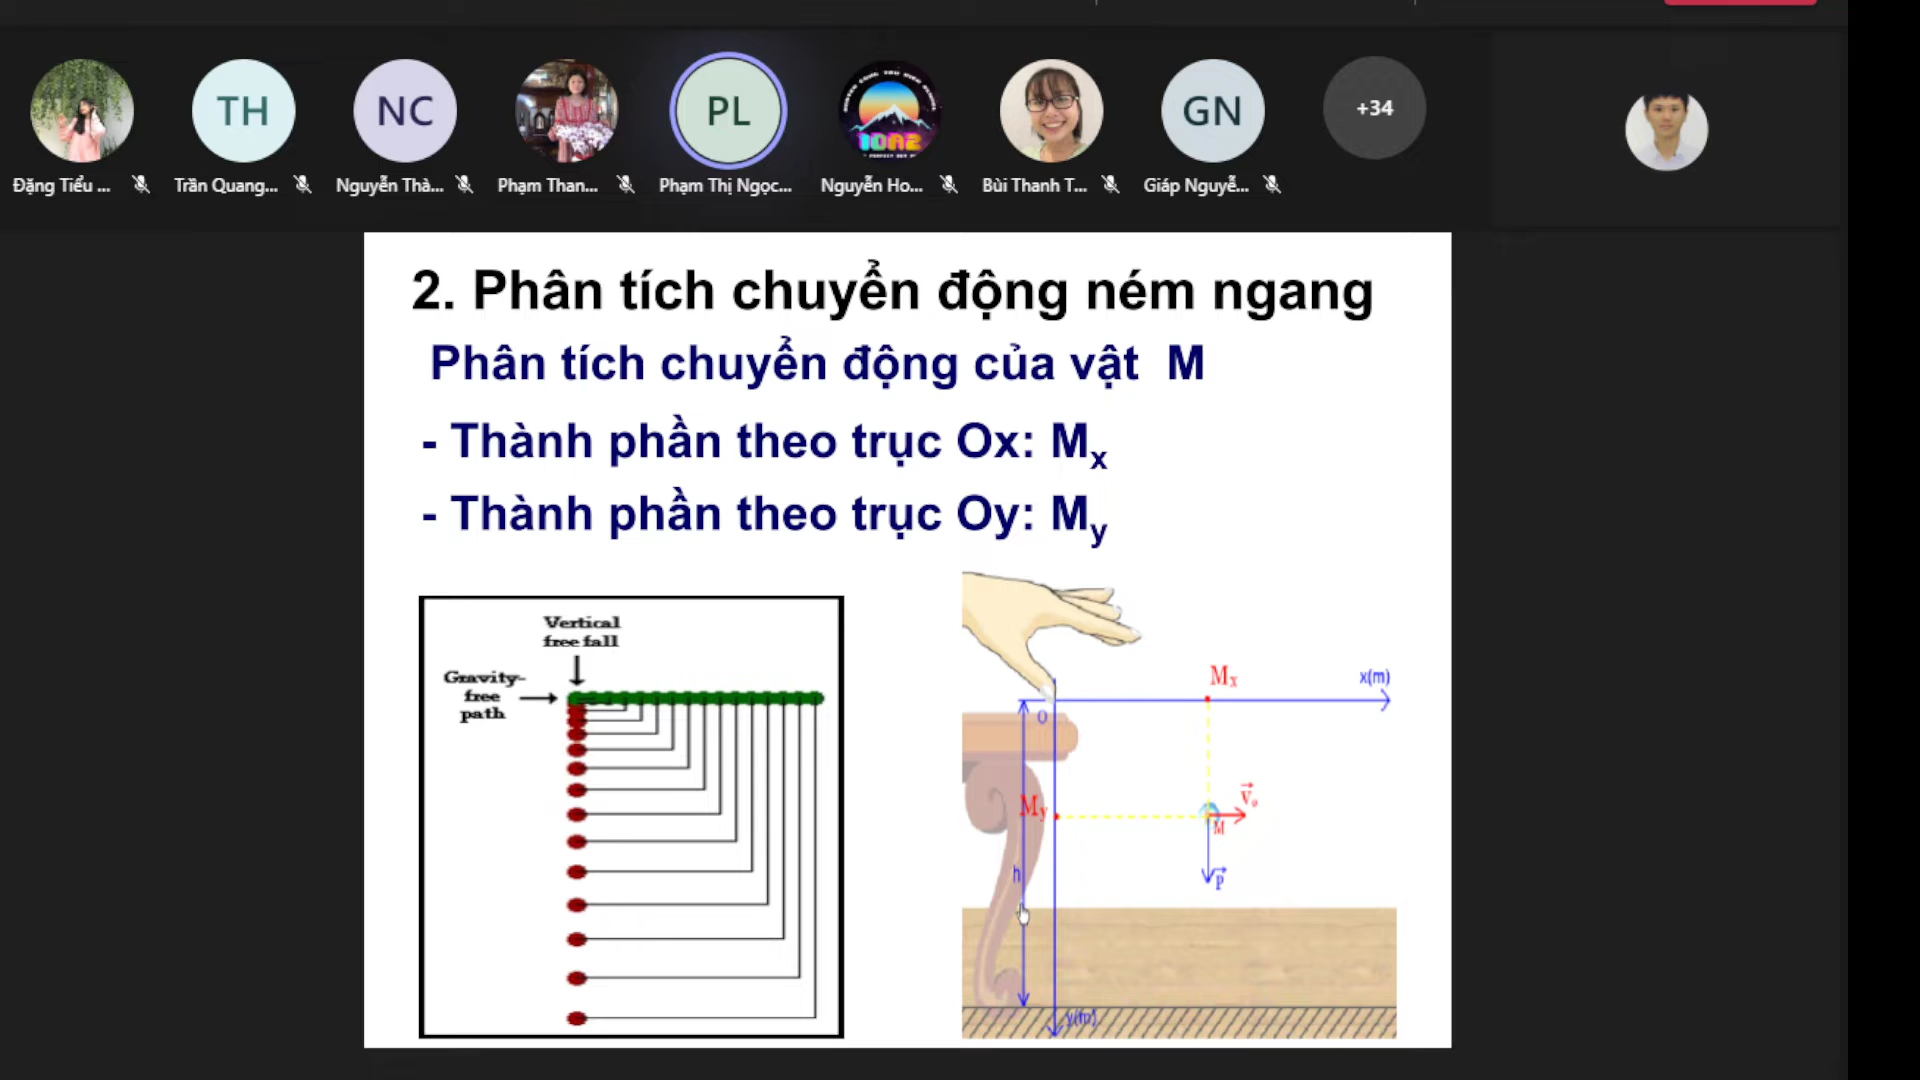 TH
NC
PL
10A2
GN
+34
Đặng Tiểu ...
Trần Quang...
Nguyễn Thà...
Phạm Than...
Phạm Thị Ngọc...
Nguyễn Ho...
Bùi Thanh T...
Giáp Nguyễ...
2. Phân tích chuyển động ném ngang
Phân tích chuyển động của vật M
- Thành phần theo trục Ox: Mx
- Thành phần theo trục Oy: My
Vertical
free fall
Gravity-
free
path
Mx
x(m)
O
My
V₀
M
h
P
y(m)